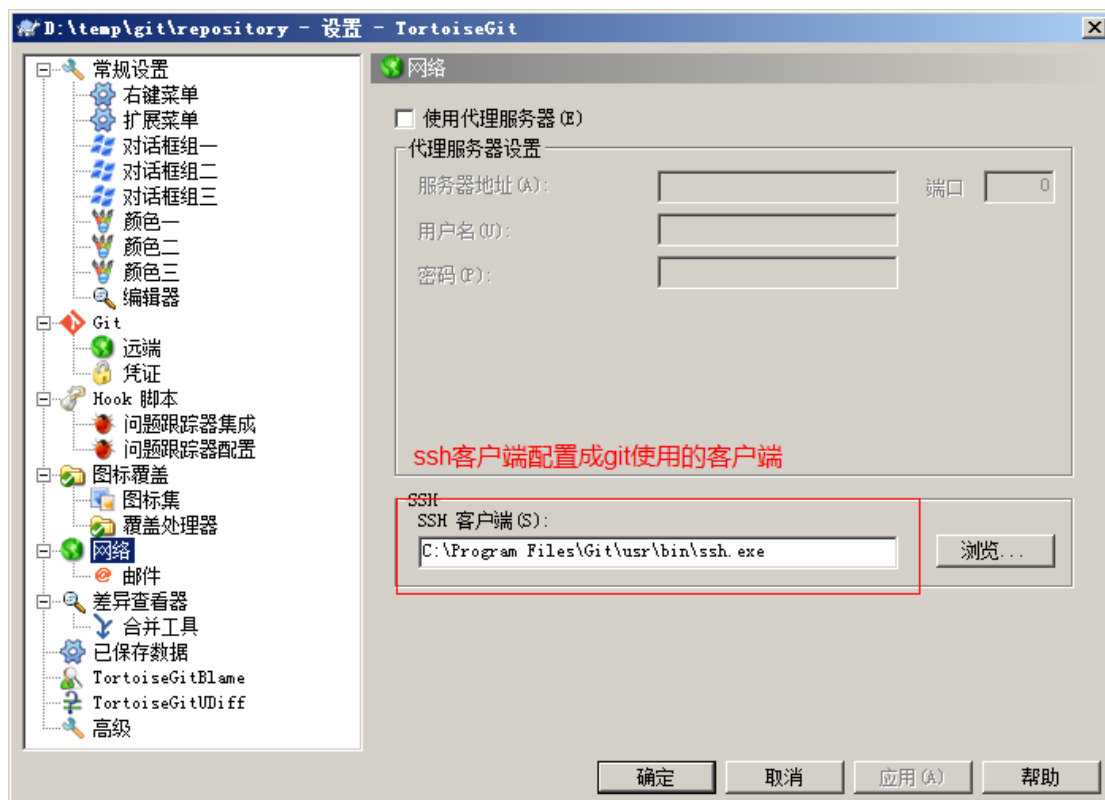 D:\temp\git\repository - 设置 - TortoiseGit
常规设置
右键菜单
扩展菜单
对话框组一
对话框组二
对话框组三
颜色一
颜色二
颜色三
编辑器
Git
远端
凭证
Hook 脚本
问题跟踪器集成
问题跟踪器配置
图标覆盖
图标集
覆盖处理器
网络
邮件
差异查看器
合并工具
已保存数据
TortoiseGitBlame
TortoiseGitUDiff
高级
网络
使用代理服务器(E)
代理服务器设置
服务器地址(A): 端口 0
用户名(U):
密码(P):
ssh客户端配置成git使用的客户端
SSH
SSH 客户端(S):
C:\Program Files\Git\usr\bin\ssh.exe 浏览...
确定 取消 应用(A) 帮助